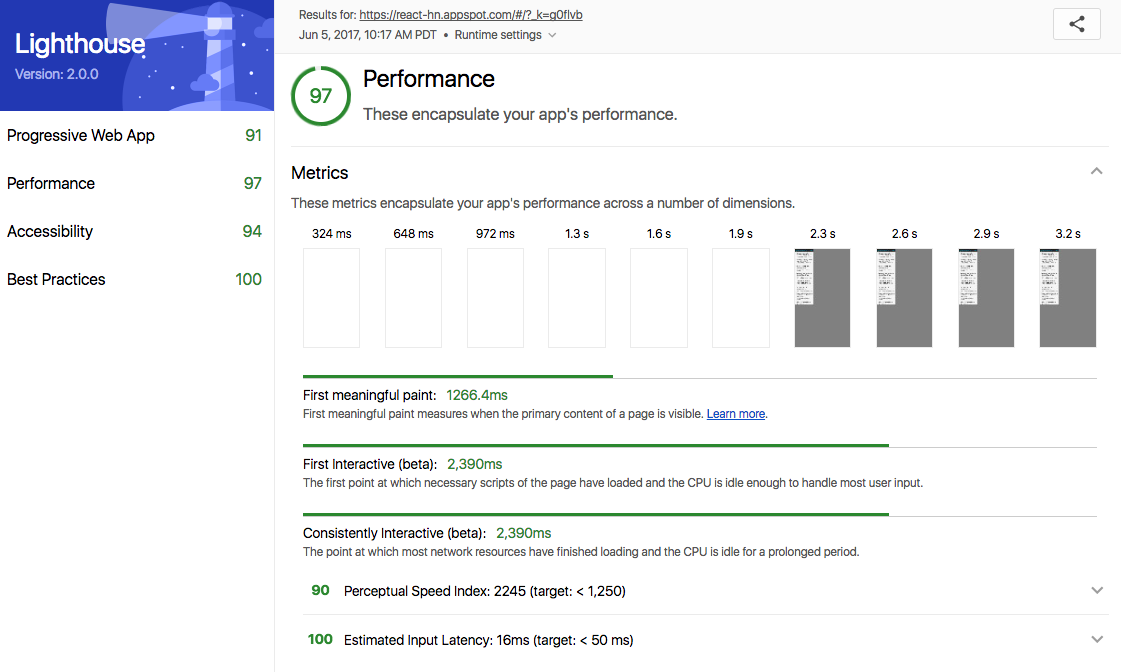 Lighthouse
Version: 2.0.0
Progressive Web App 91
Performance 97
Accessibility 94
Best Practices 100
Results for: https://react-hn.appspot.com/#/?_k=g0flvb
Jun 5, 2017, 10:17 AM PDT • Runtime settings
97
Performance
These encapsulate your app's performance.
Metrics
These metrics encapsulate your app's performance across a number of dimensions.
324 ms 648 ms 972 ms 1.3 s 1.6 s 1.9 s 2.3 s 2.6 s 2.9 s 3.2 s
First meaningful paint: 1266.4ms
First meaningful paint measures when the primary content of a page is visible. Learn more.
First Interactive (beta): 2,390ms
The first point at which necessary scripts of the page have loaded and the CPU is idle enough to handle most user input.
Consistently Interactive (beta): 2,390ms
The point at which most network resources have finished loading and the CPU is idle for a prolonged period.
90 Perceptual Speed Index: 2245 (target: < 1,250)
100 Estimated Input Latency: 16ms (target: < 50 ms)